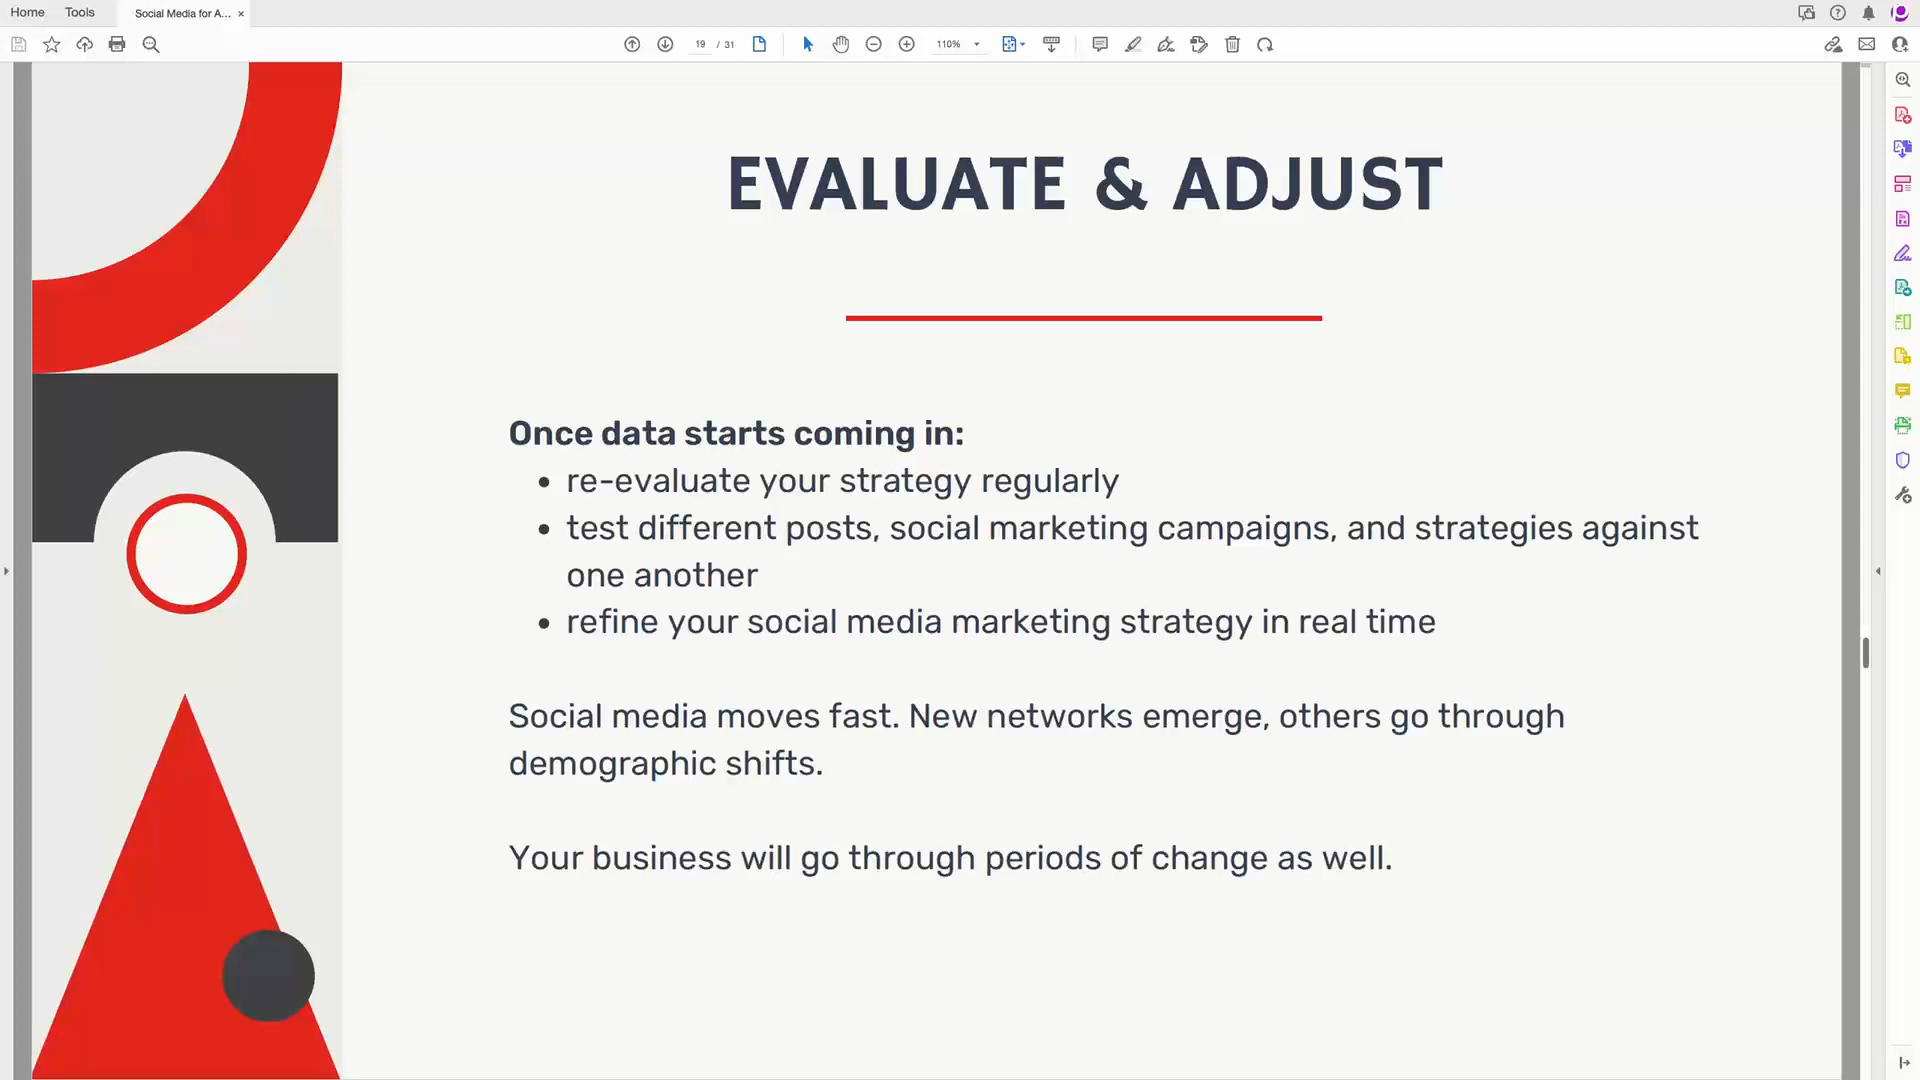 Home Tools Social Media for A... ×
19 / 31 110%
EVALUATE & ADJUST
Once data starts coming in:
• re-evaluate your strategy regularly
• test different posts, social marketing campaigns, and strategies against
one another
• refine your social media marketing strategy in real time
Social media moves fast. New networks emerge, others go through
demographic shifts.
Your business will go through periods of change as well.